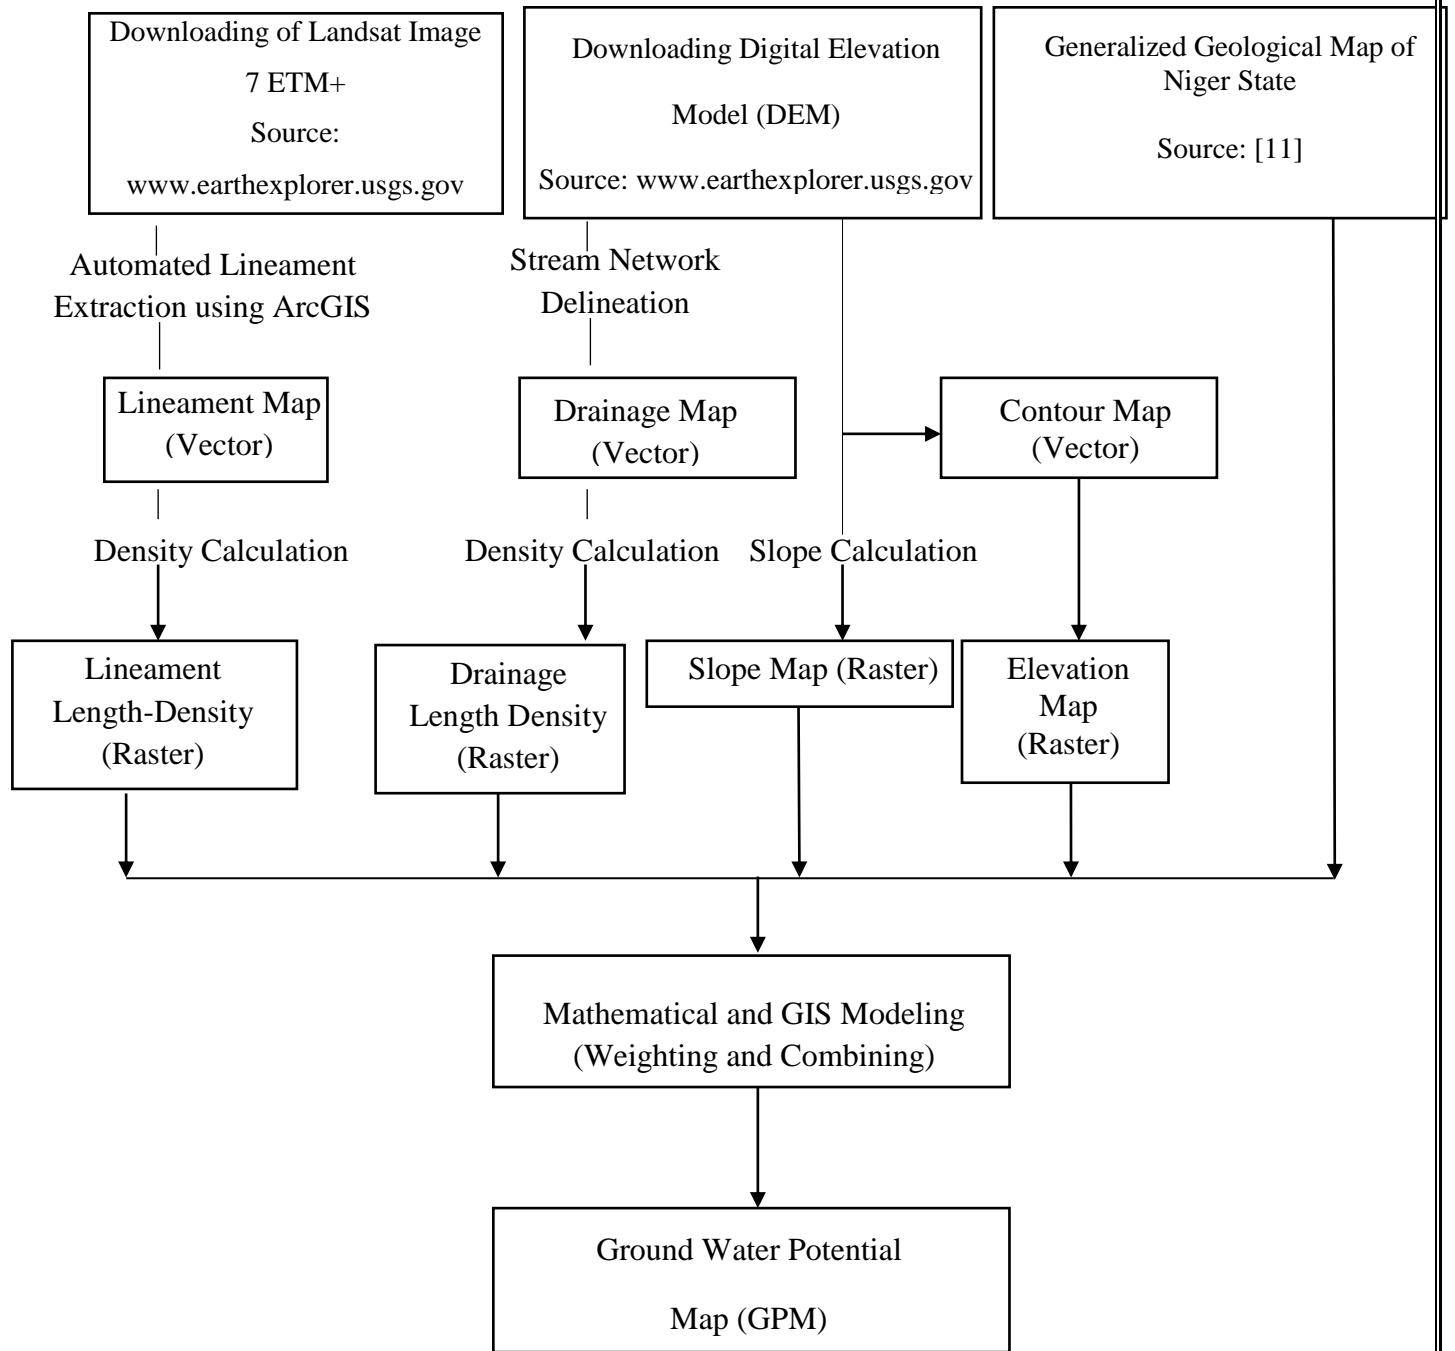 Downloading of Landsat Image
7 ETM+
Source:
www.earthexplorer.usgs.gov
Downloading Digital Elevation
Model (DEM)
Source: www.earthexplorer.usgs.gov
Generalized Geological Map of
Niger State
Source: [11]
Automated Lineament
Extraction using ArcGIS
Stream Network
Delineation
Lineament Map
(Vector)
Drainage Map
(Vector)
Contour Map
(Vector)
Density Calculation
Density Calculation
Slope Calculation
Lineament
Length-Density
(Raster)
Drainage
Length Density
(Raster)
Slope Map (Raster)
Elevation
Map
(Raster)
Mathematical and GIS Modeling
(Weighting and Combining)
Ground Water Potential
Map (GPM)